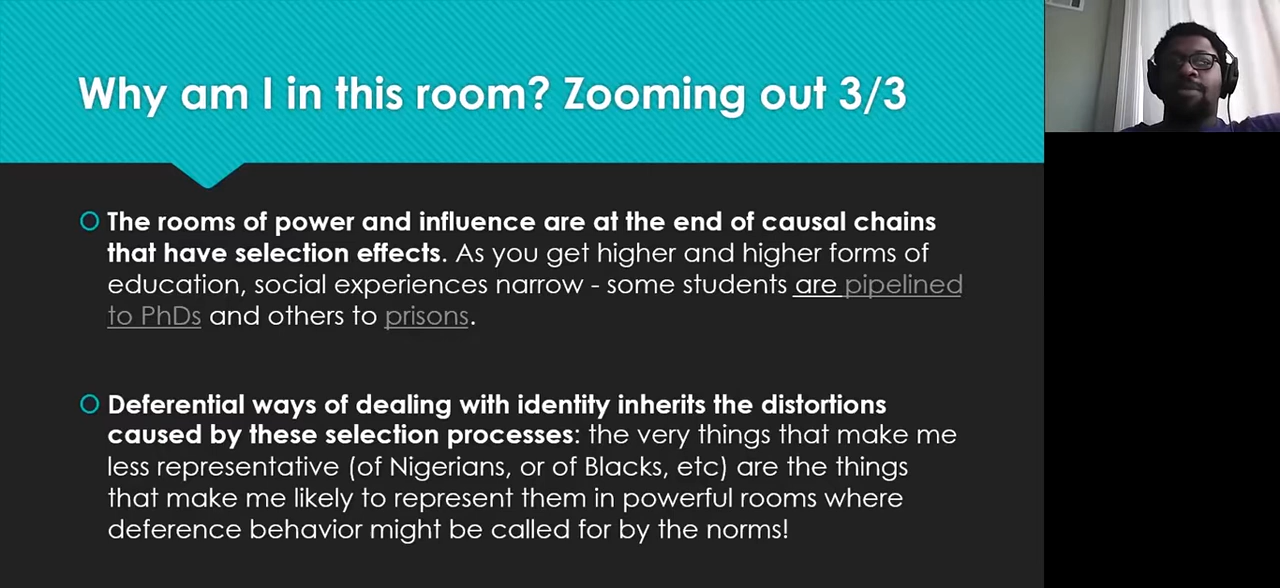 Why am I in this room? Zooming out 3/3
The rooms of power and influence are at the end of causal chains
that have selection effects. As you get higher and higher forms of
education, social experiences narrow - some students are pipelined
to PhDs and others to prisons.
Deferential ways of dealing with identity inherits the distortions
caused by these selection processes: the very things that make me
less representative (of Nigerians, or of Blacks, etc) are the things
that make me likely to represent them in powerful rooms where
deference behavior might be called for by the norms!